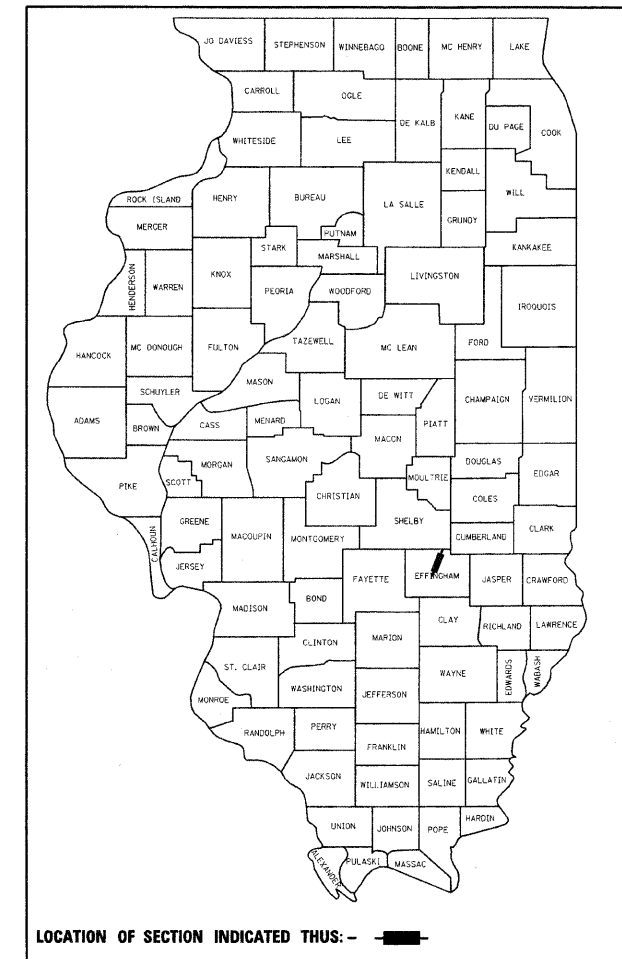 JO DAVIESS STEPHENSON WINNEBAGO BOONE MC HENRY LAKE
CARROLL OGLE KANE
DE KALB DU PAGE COOK
WHITESIDE LEE
KENDALL
ROCK ISLAND HENRY BUREAU LA SALLE WILL
GRUNDY
MERCER PUTNAM
STARK KANKAKEE
MARSHALL
HENDERSON WARREN KNOX LIVINGSTON
PEORIA WOODFORD IROQUOIS
TAZEWELL FORD
HANCOCK MC DONOUGH FULTON MC LEAN
MASON
SCHUYLER DE WITT CHAMPAIGN VERMILION
ADAMS LOGAN
BROWN CASS MENARD PIATT
MACON
SANGAMON DOUGLAS
MORGAN MOULTRIE EDGAR
PIKE SCOTT CHRISTIAN COLES
GREENE SHELBY
CALHOUN MACOUPIN MONTGOMERY CUMBERLAND CLARK
JERSEY FAYETTE EFFINGHAM JASPER CRAWFORD
MADISON BOND
CLAY RICHLAND LAWRENCE
CLINTON MARION
ST. CLAIR WAYNE EDWARDS WABASH
WASHINGTON JEFFERSON
MONROE
RANDOLPH PERRY HAMILTON WHITE
FRANKLIN
JACKSON WILLIAMSON SALINE GALLATIN
UNION JOHNSON POPE HARDIN
ALEXANDER PULASKI MASSAC
LOCATION OF SECTION INDICATED THUS: -